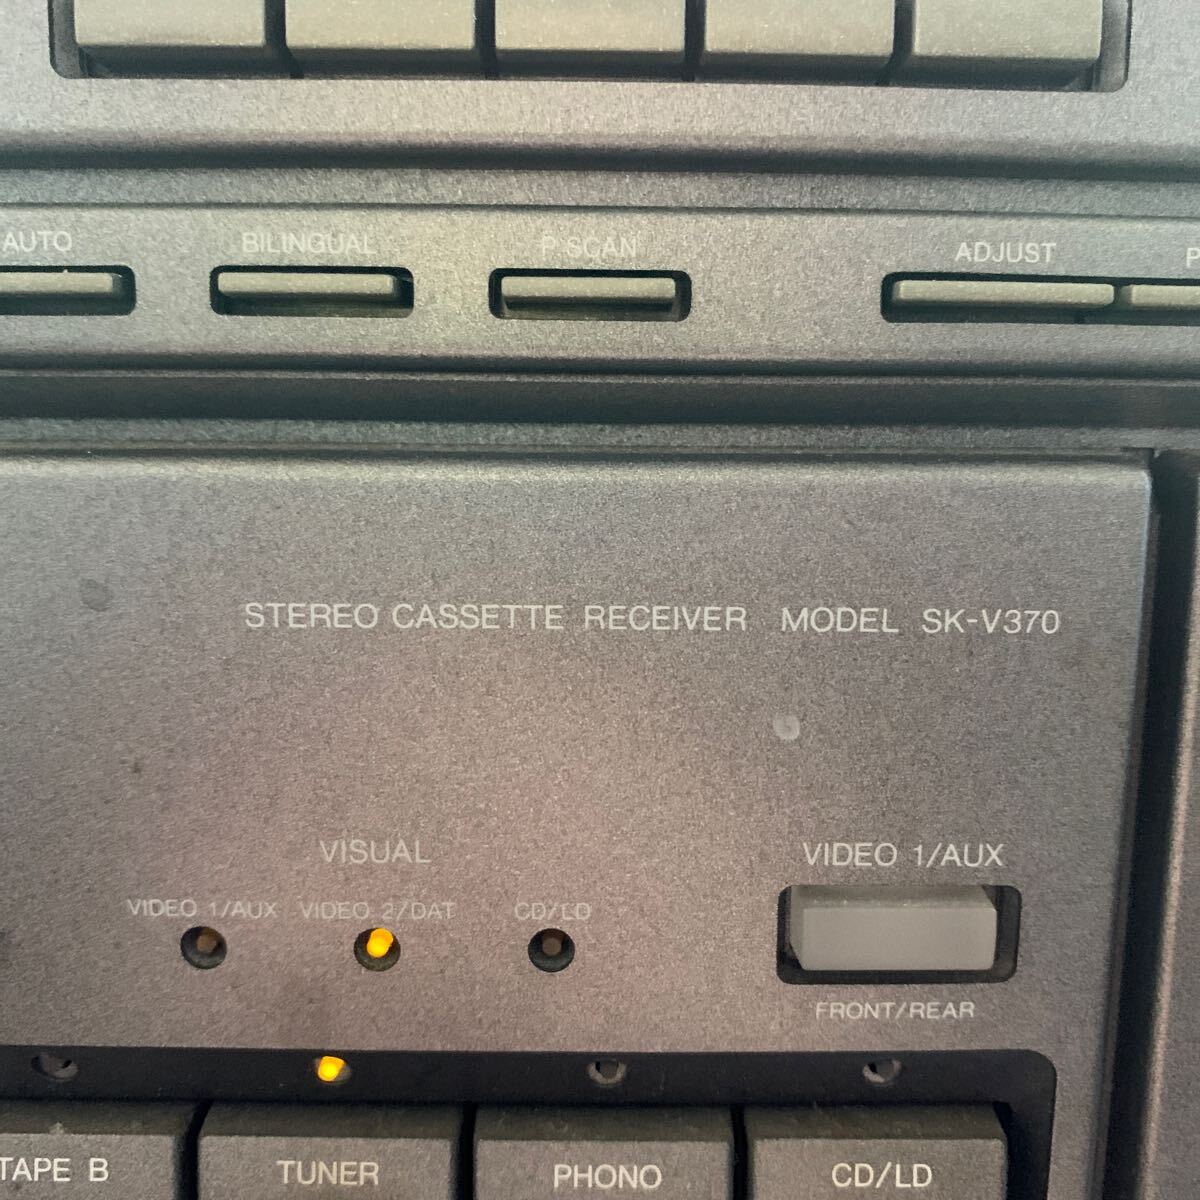 AUTO BILINGUAL P SCAN ADJUST P
STEREO CASSETTE RECEIVER MODEL SK-V370
VISUAL VIDEO 1/AUX
VIDEO 1/AUX VIDEO 2/DAT CD/LD
FRONT/REAR
TAPE B TUNER PHONO CD/LD